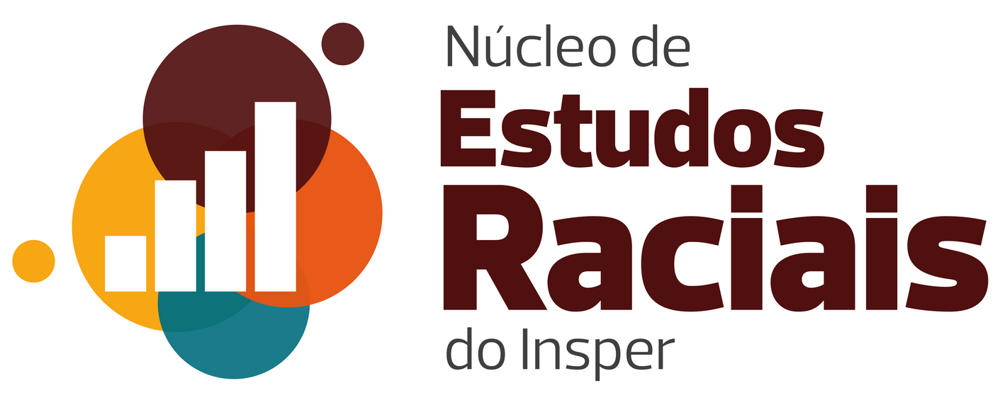 Núcleo de
Estudos
Raciais
do Insper